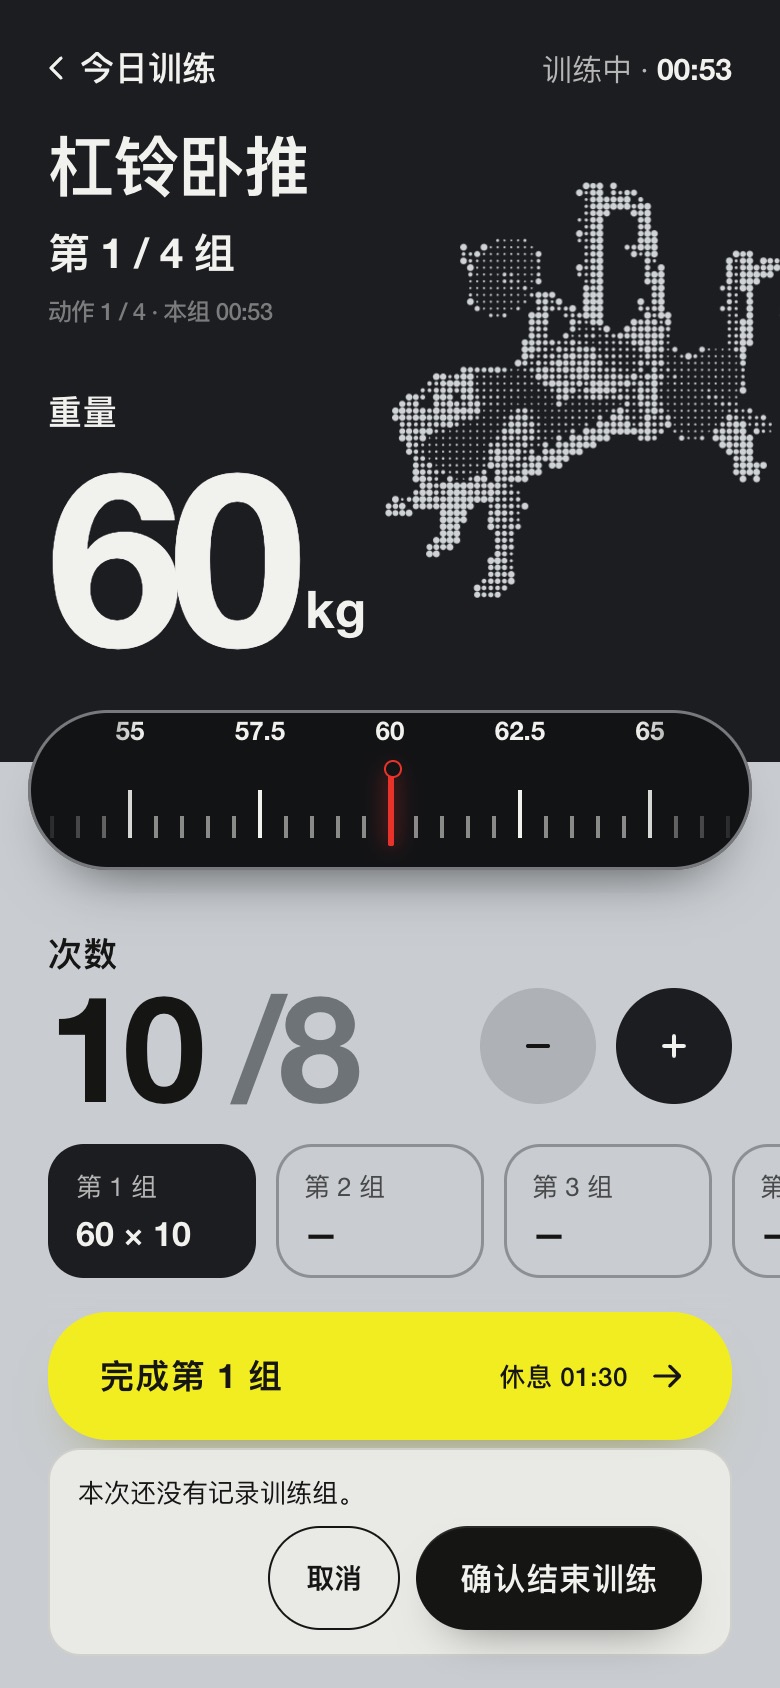 今日训练
训练中 · 00:53
杠铃卧推
第 1 / 4 组
动作 1 / 4 · 本组 00:53
重量
60 kg
55 57.5 60 62.5 65
次数
10 /8
− +
第 1 组 第 2 组 第 3 组 第
60 × 10 – – –
完成第 1 组 休息 01:30 →
本次还没有记录训练组。
取消 确认结束训练